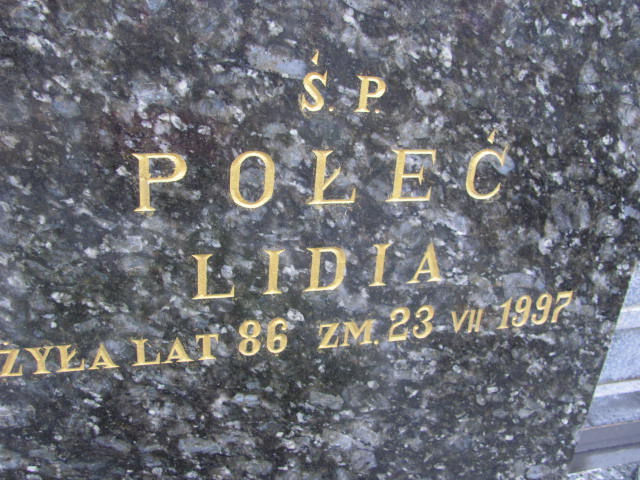 Ś. P.
POŁEĆ
LIDIA
ŻYŁA LAT 86 ZM. 23 VII 1997